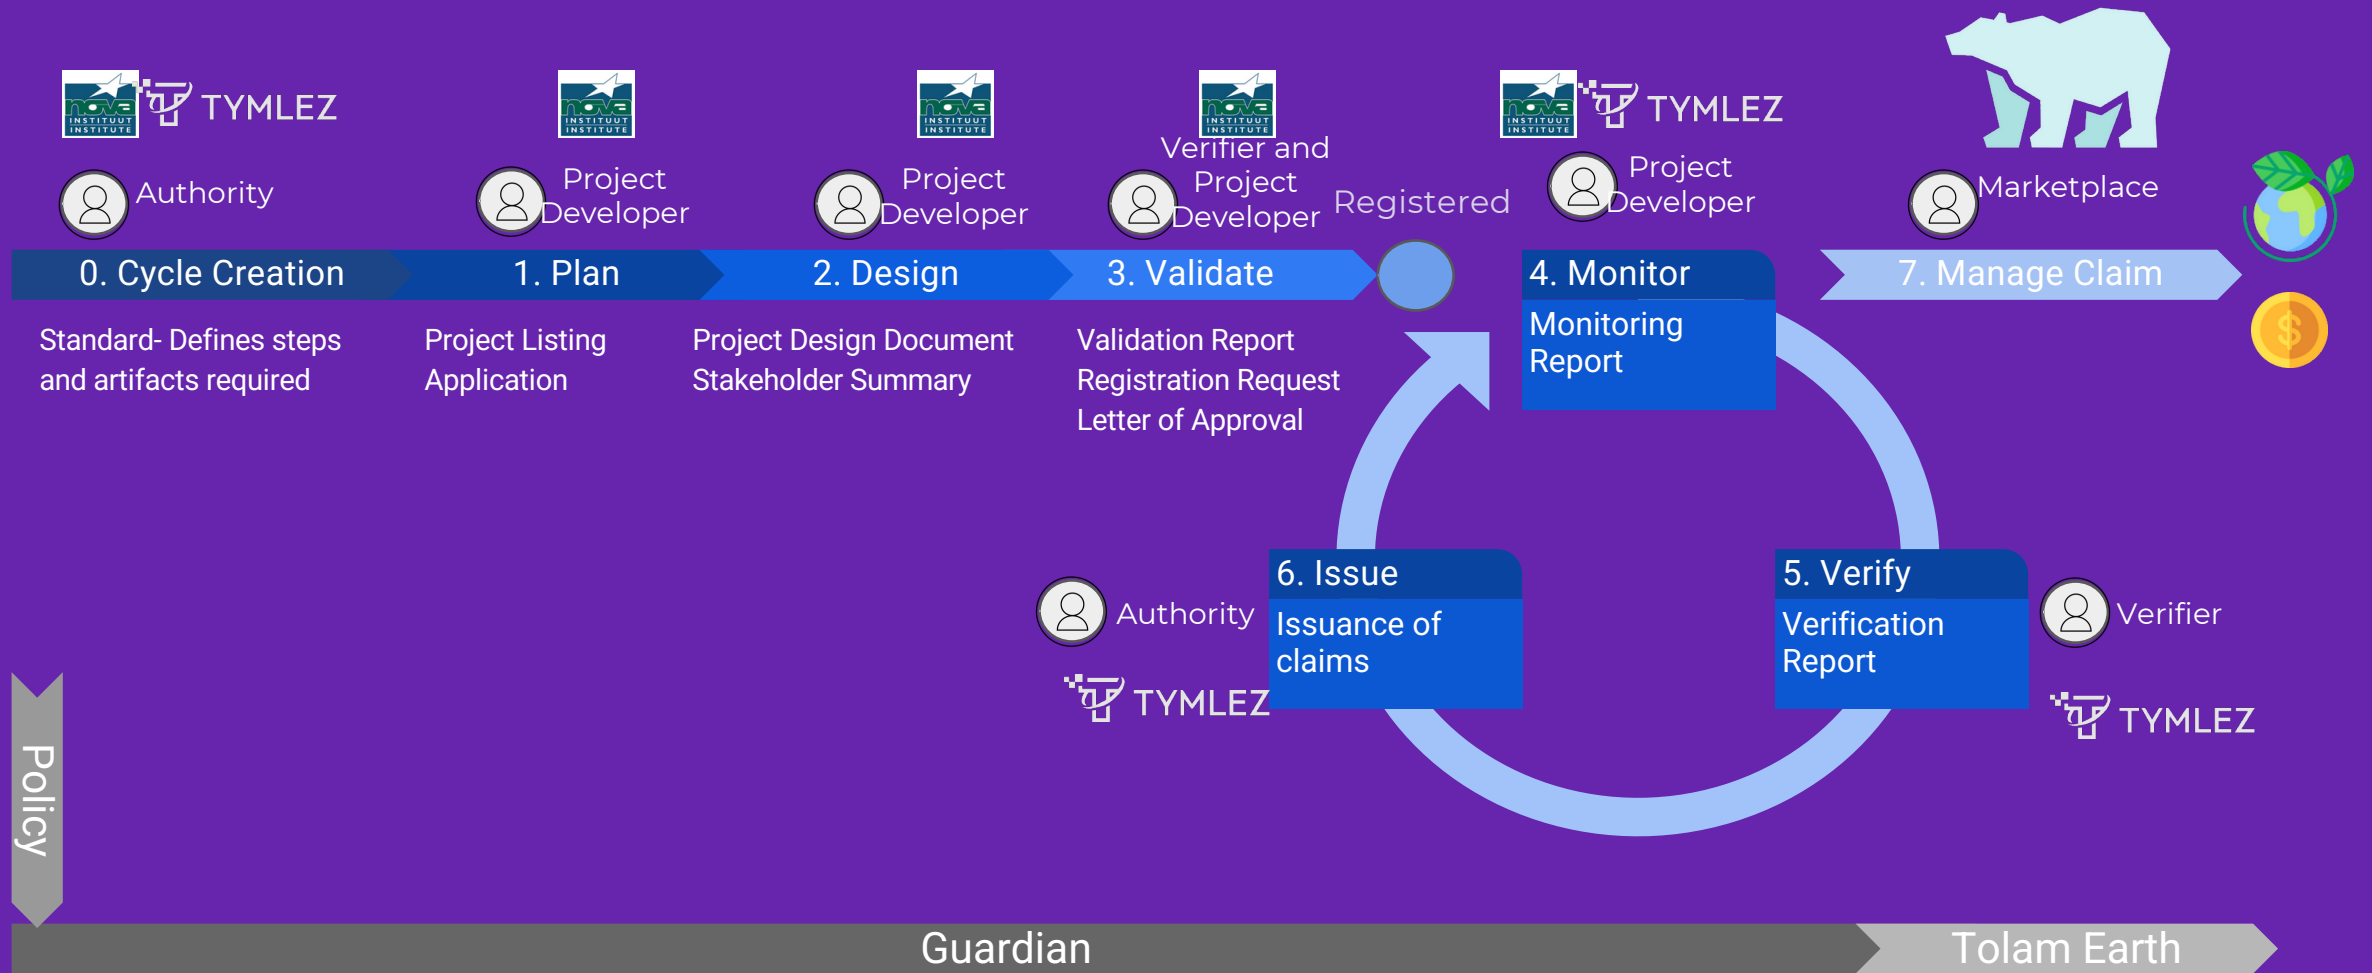 nova
INSTITUUT
INSTITUTE
TYMLEZ
nova
INSTITUUT
INSTITUTE
nova
INSTITUUT
INSTITUTE
nova
INSTITUUT
INSTITUTE
nova
INSTITUUT
INSTITUTE
TYMLEZ
Authority
Project
Developer
Project
Developer
Verifier and
Project
Developer
Registered
Project
Developer
Marketplace
0. Cycle Creation
1. Plan
2. Design
3. Validate
4. Monitor
7. Manage Claim
Standard- Defines steps
and artifacts required
Project Listing
Application
Project Design Document
Stakeholder Summary
Validation Report
Registration Request
Letter of Approval
Monitoring
Report
$
6. Issue
Issuance of
claims
Authority
TYMLEZ
5. Verify
Verification
Report
Verifier
TYMLEZ
Policy
Guardian
Tolam Earth